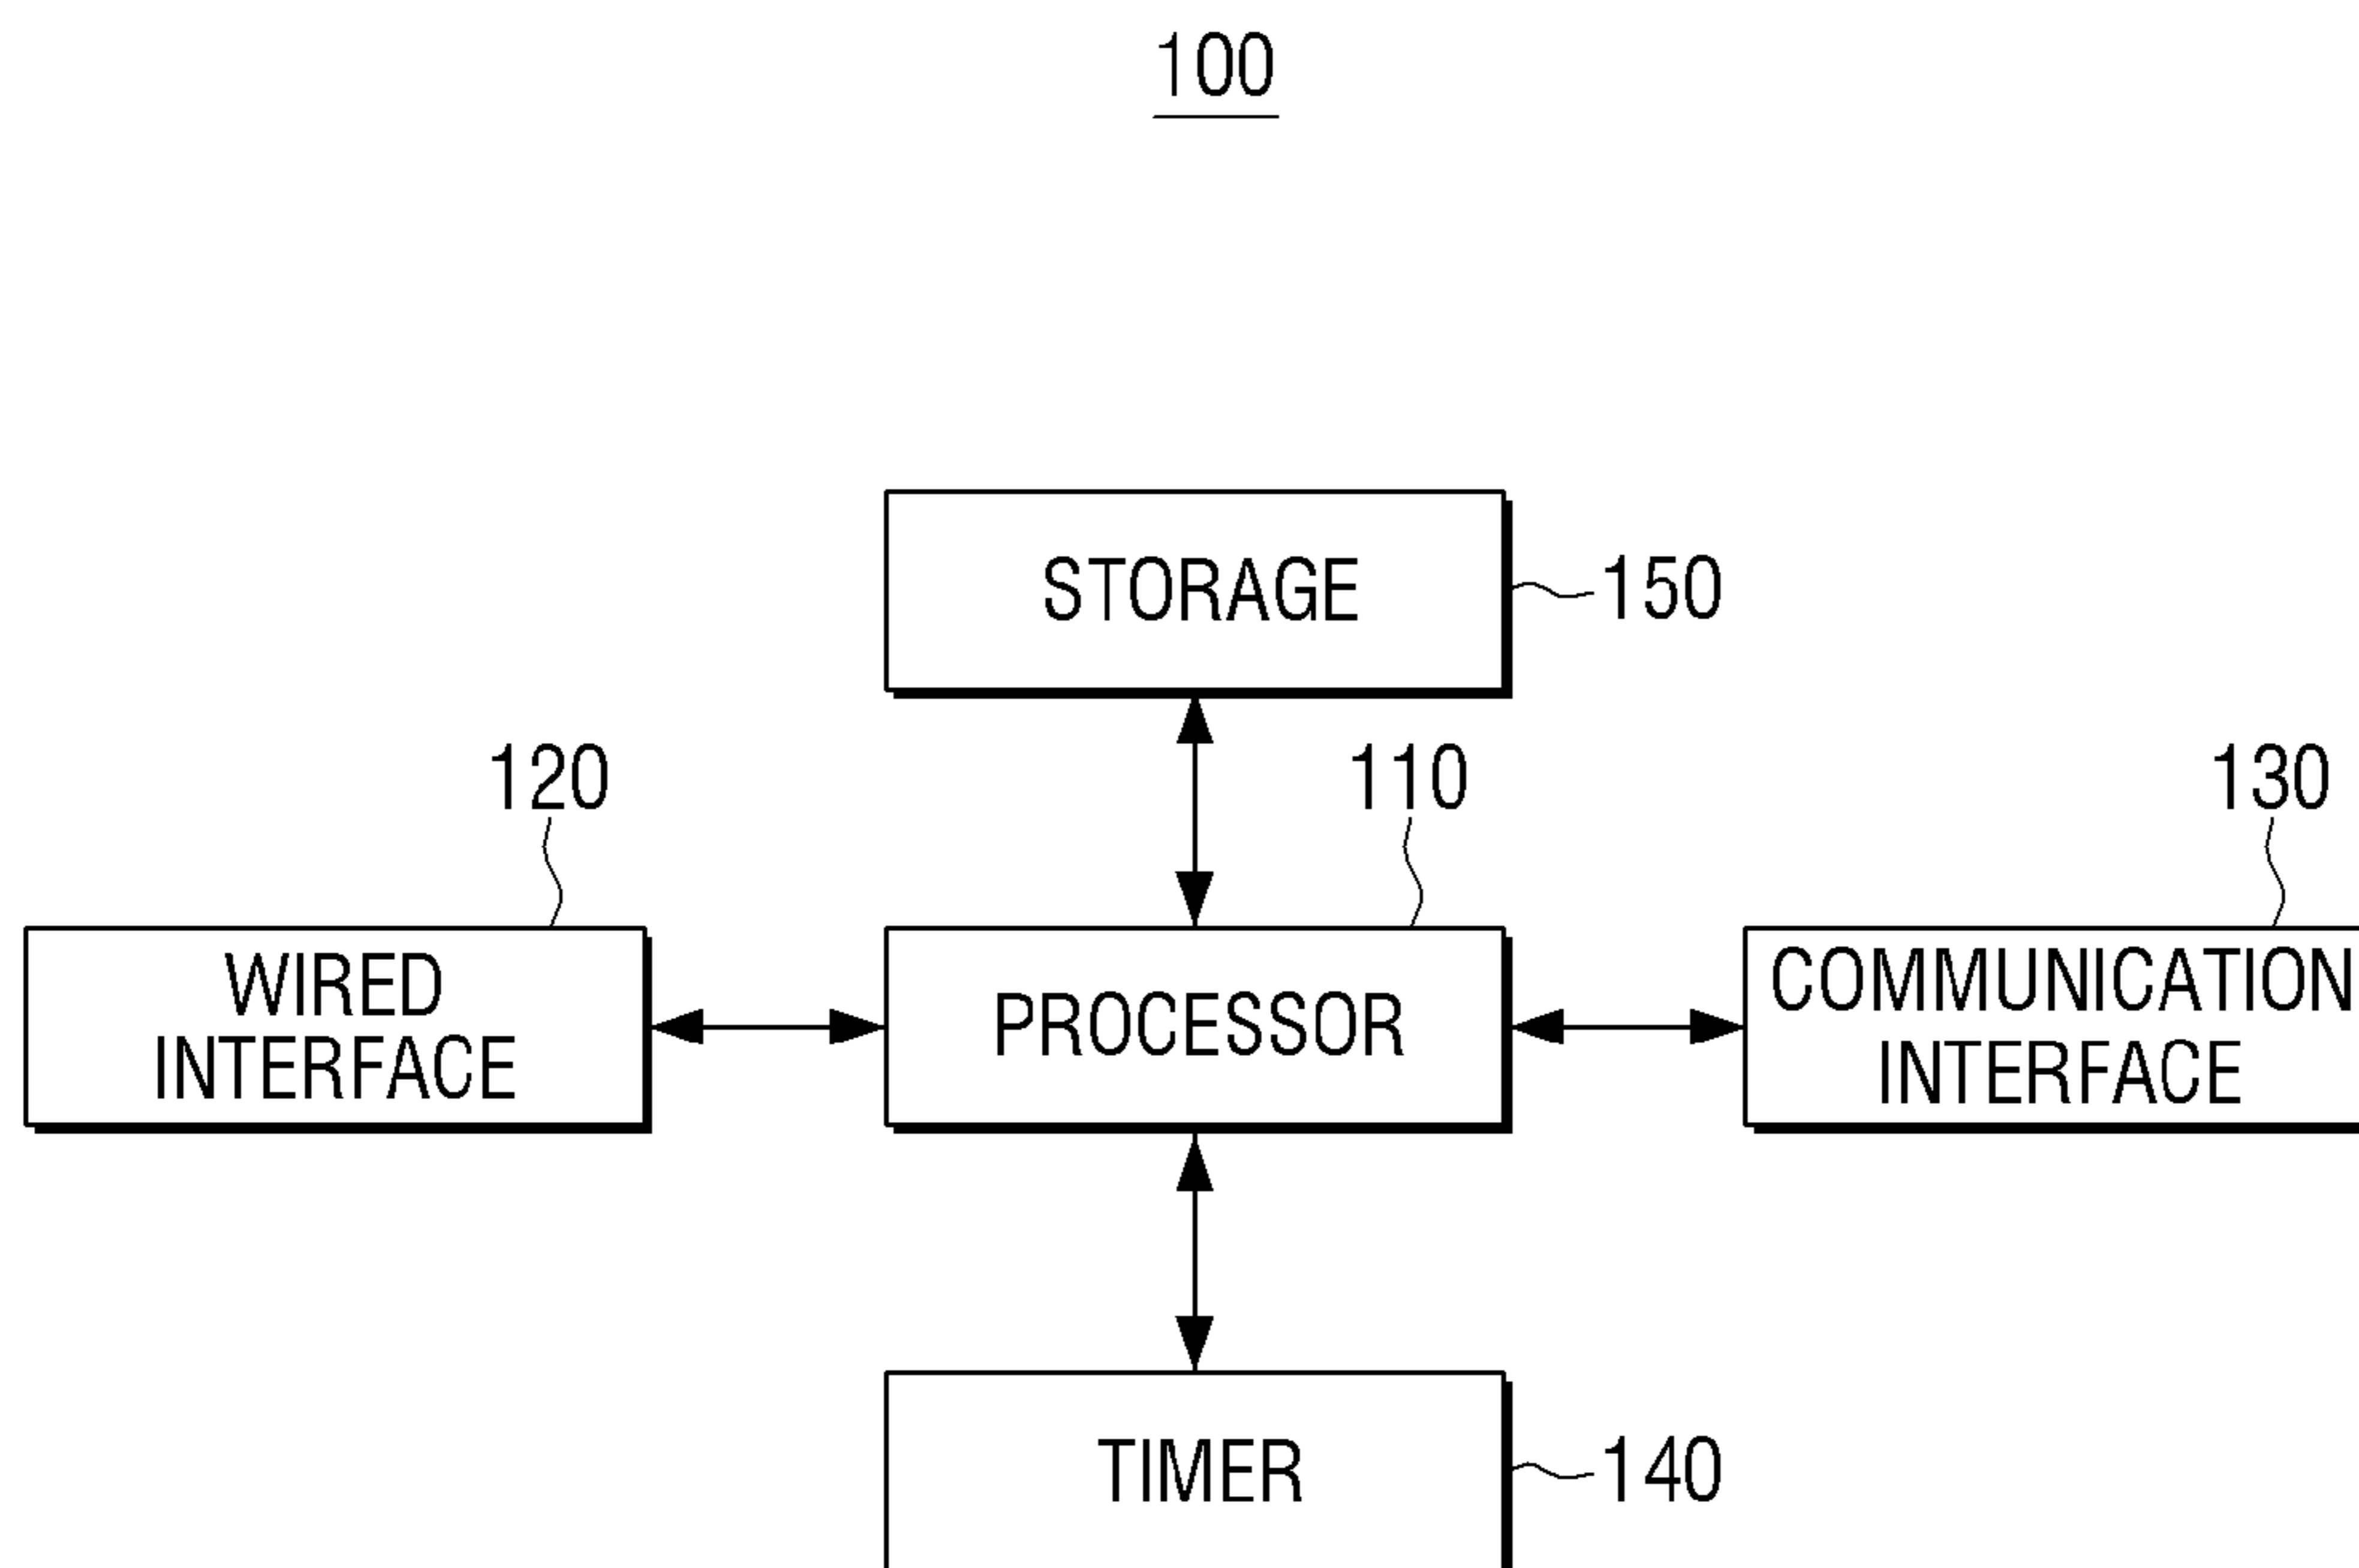 100
STORAGE
150
120
110
130
WIRED
INTERFACE
PROCESSOR
COMMUNICATION
INTERFACE
TIMER
140